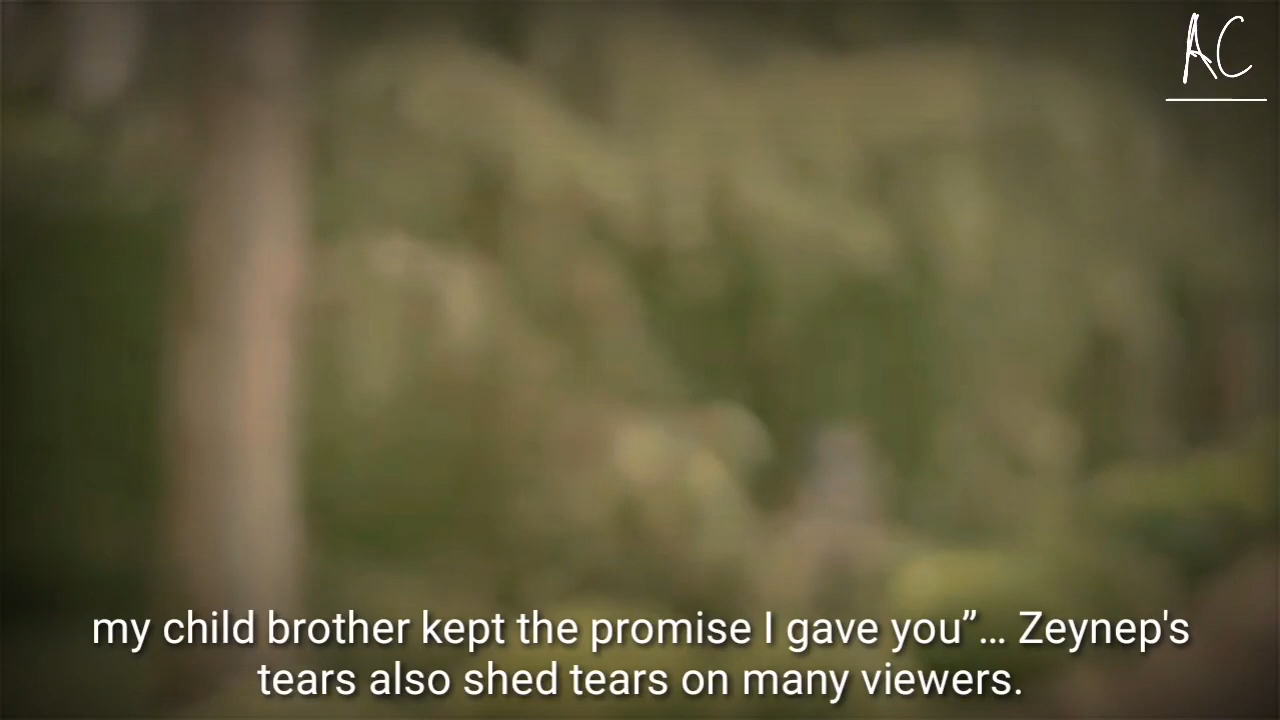 AC
my child brother kept the promise I gave you”… Zeynep's
tears also shed tears on many viewers.